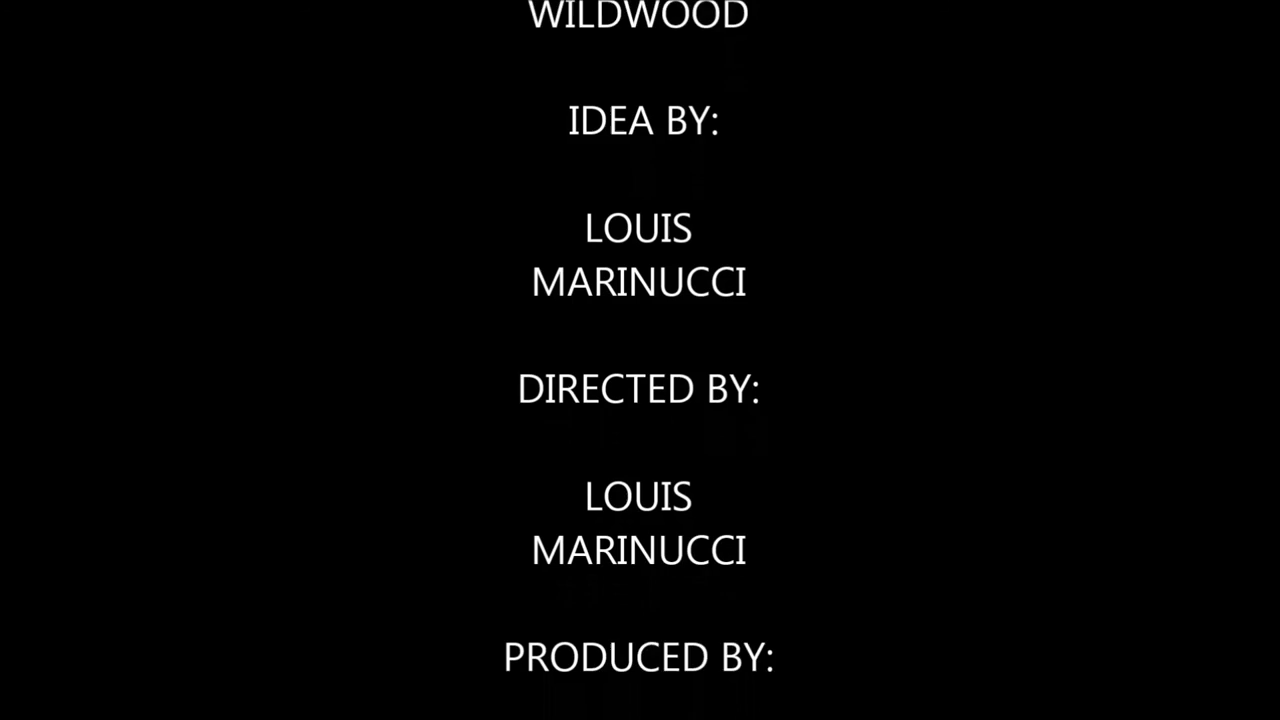 WILDWOOD
IDEA BY:
LOUIS
MARINUCCI
DIRECTED BY:
LOUIS
MARINUCCI
PRODUCED BY: